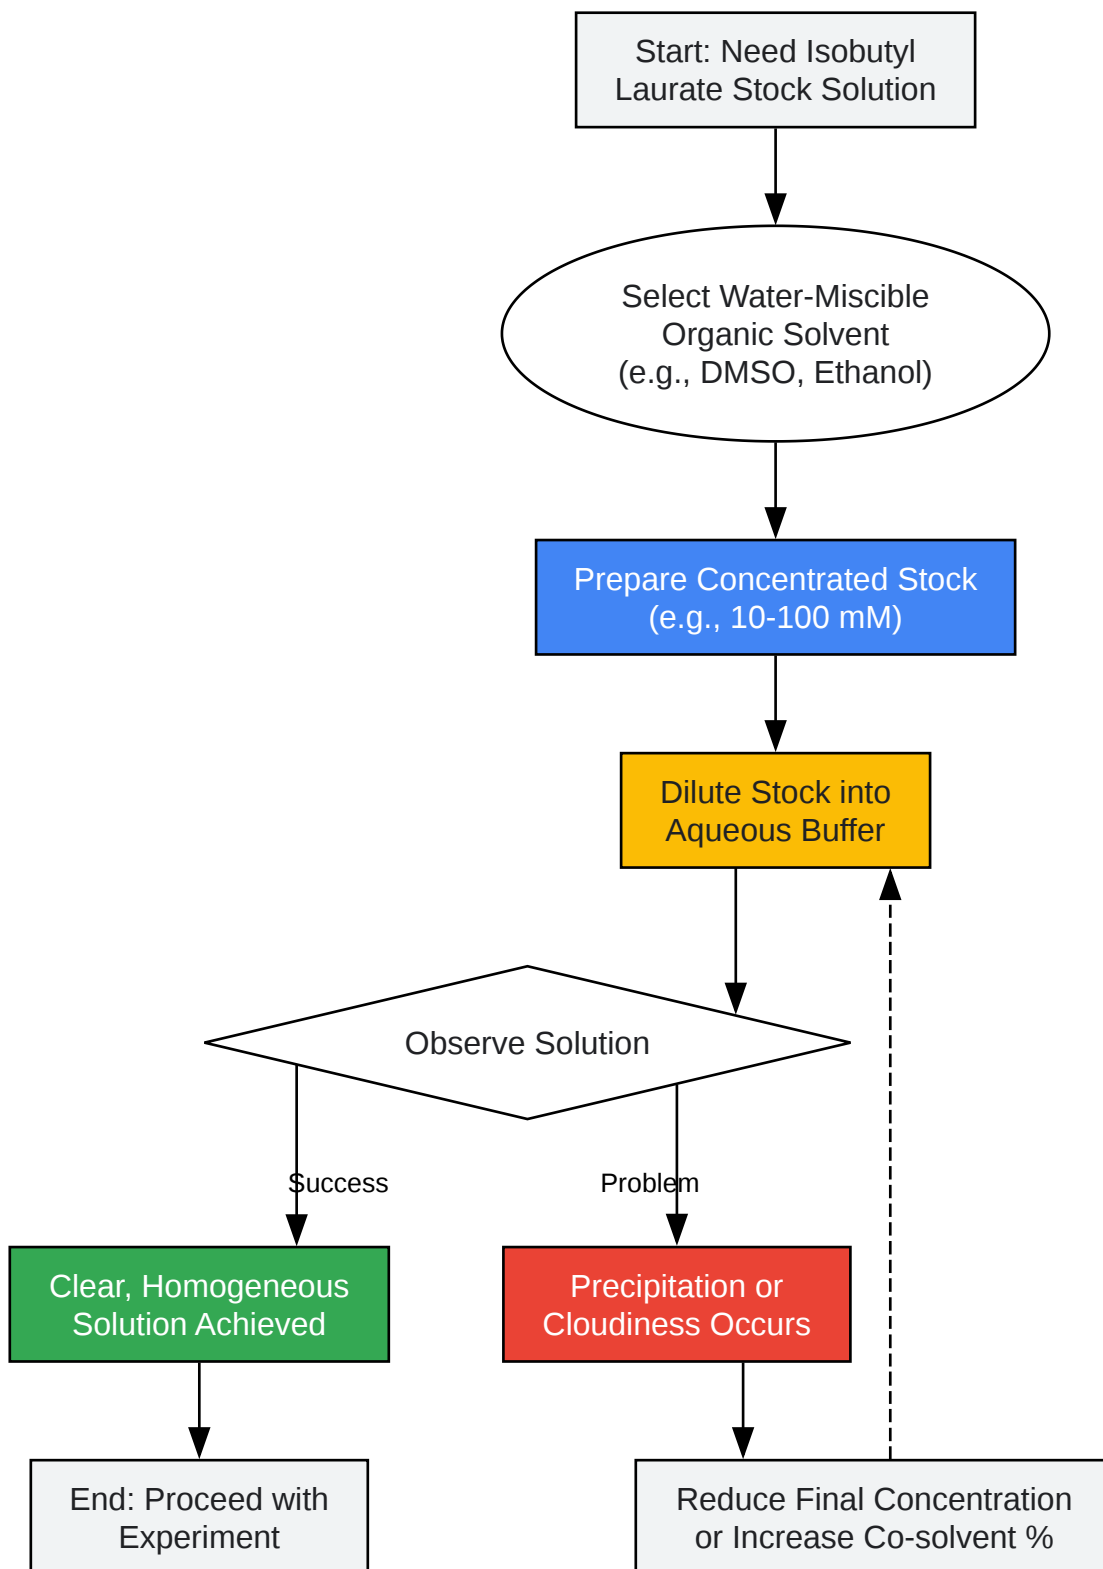 Start: Need Isobutyl
Laurate Stock Solution
Select Water-Miscible
Organic Solvent
(e.g., DMSO, Ethanol)
Prepare Concentrated Stock
(e.g., 10-100 mM)
Dilute Stock into
Aqueous Buffer
Observe Solution
Success
Problem
Clear, Homogeneous
Solution Achieved
Precipitation or
Cloudiness Occurs
End: Proceed with
Experiment
Reduce Final Concentration
or Increase Co-solvent %